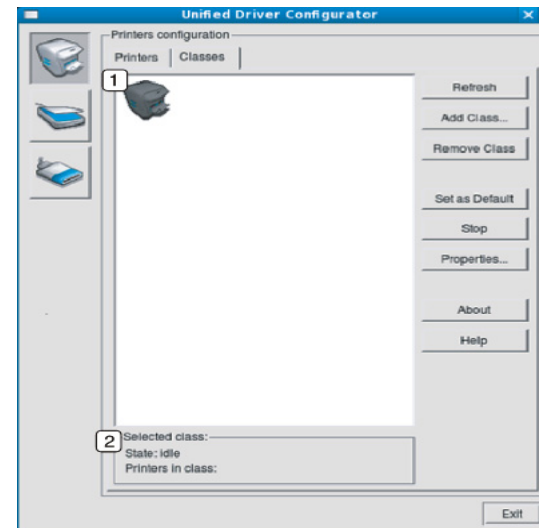 Unified Driver Configurator
Printers configuration
Printers Classes
1
Refresh
Add Class...
Remove Class
Set as Default
Stop
Properties...
About
Help
2
Selected class:
State: idle
Printers in class:
Exit